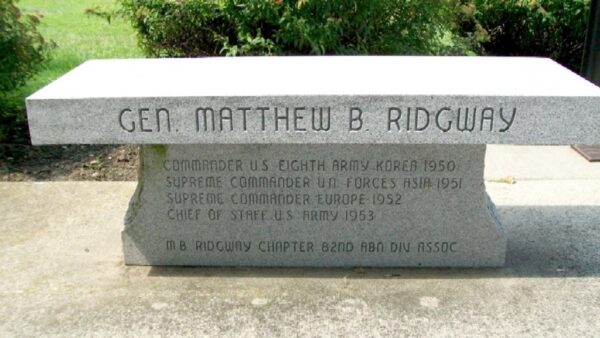 GEN. MATTHEW B. RIDGWAY
COMMANDER U.S. EIGHTH ARMY KOREA 1950
SUPREME COMMANDER U.N. FORCES ASIA 1951
SUPREME COMMANDER EUROPE 1952
CHIEF OF STAFF U.S. ARMY 1953
M.B. RIDGWAY CHAPTER 82ND ABN DIV ASSOC